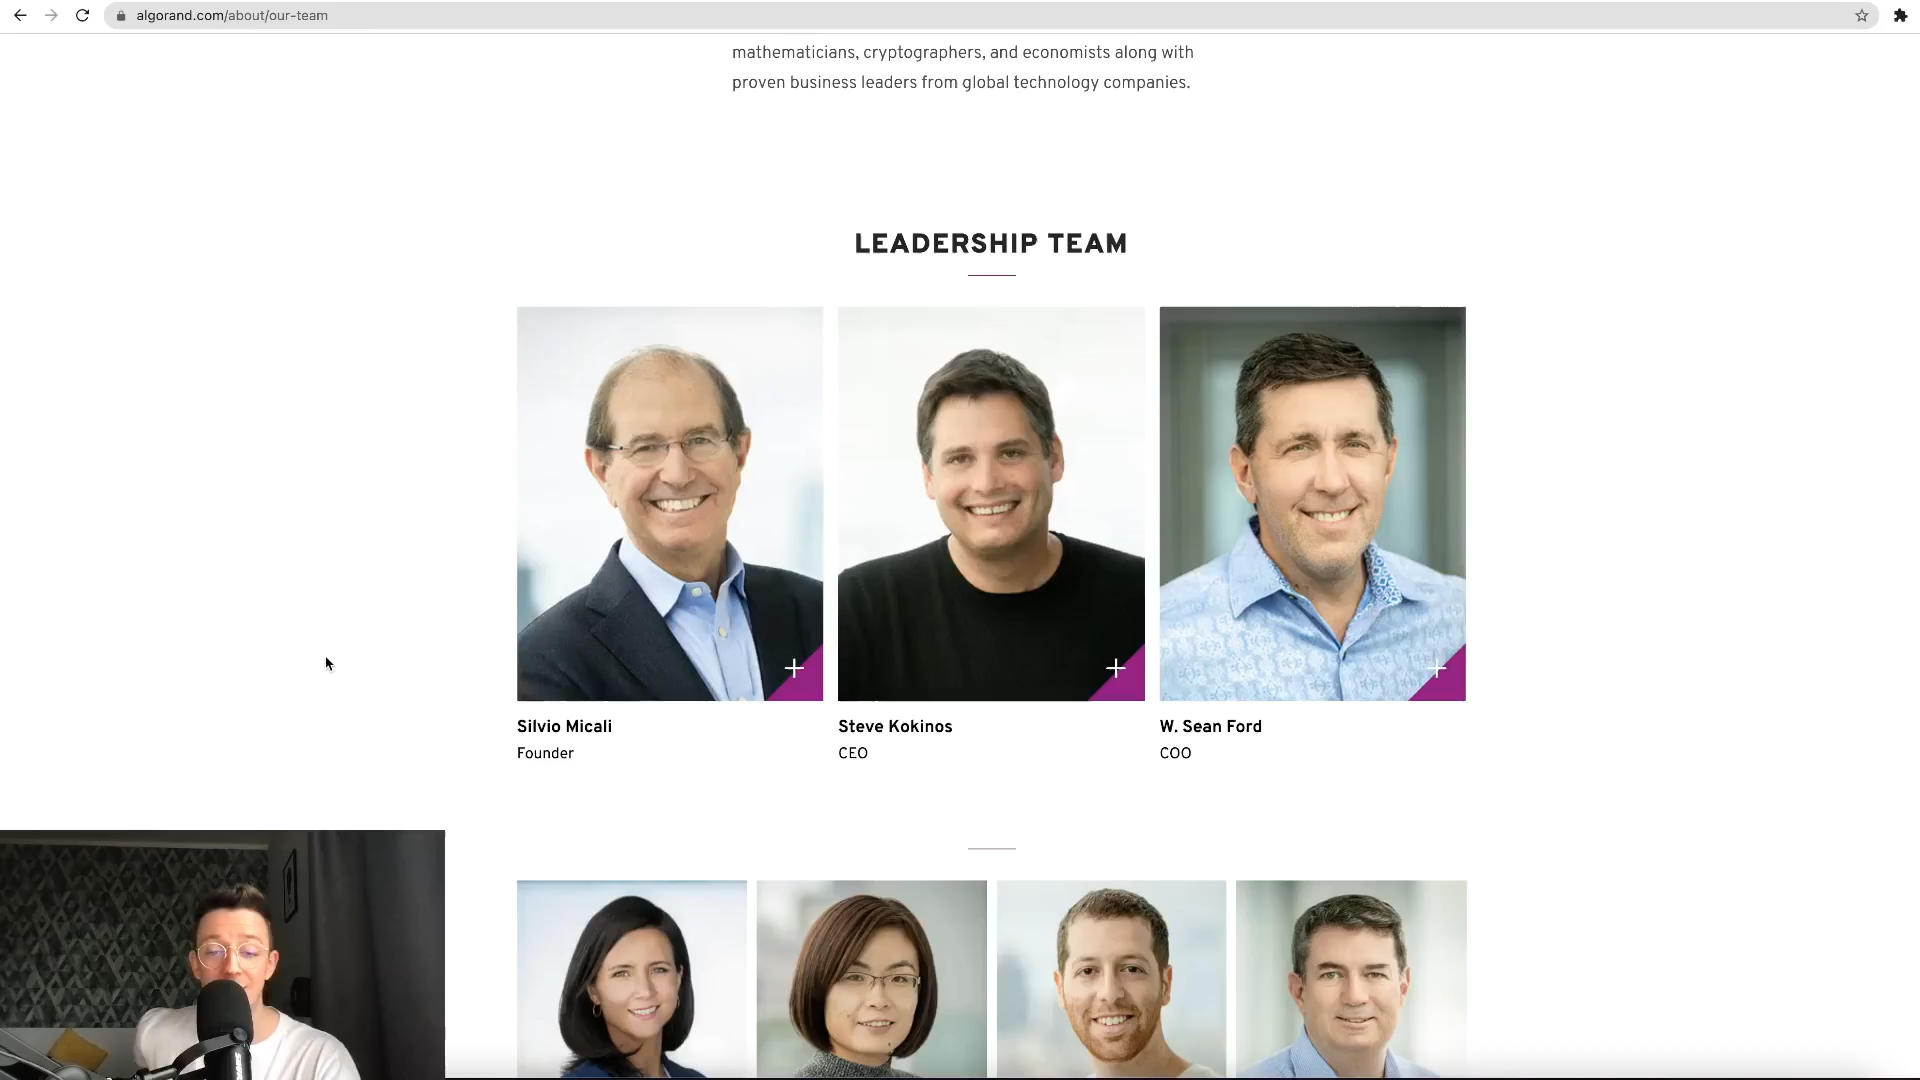 algorand.com/about/our-team
mathematicians, cryptographers, and economists along with
proven business leaders from global technology companies.
LEADERSHIP TEAM
Silvio Micali
Founder
Steve Kokinos
CEO
W. Sean Ford
COO